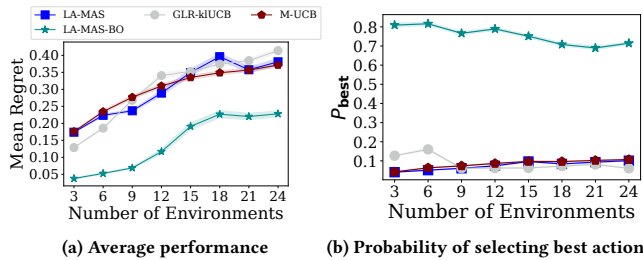 LA-MAS GLR-klUCB M-UCB
LA-MAS-BO
Mean Regret
0.40
0.35
0.30
0.25
0.20
0.15
0.10
0.05
3 6 9 12 15 18 21 24
Number of Environments
(a) Average performance
P_best
0.9
0.8
0.7
0.6
0.5
0.4
0.3
0.2
0.1
3 6 9 12 15 18 21 24
Number of Environments
(b) Probability of selecting best action